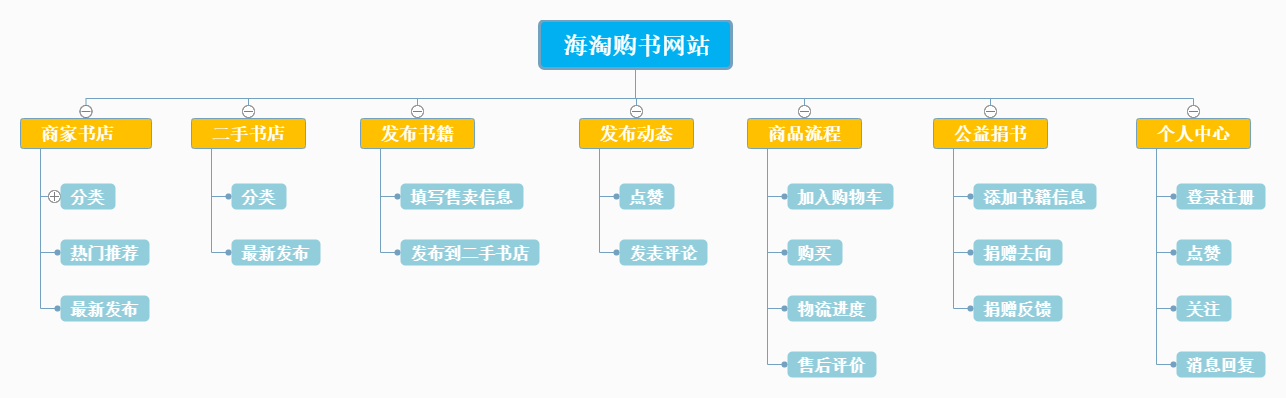 海淘购书网站
商家书店
分类
热门推荐
最新发布
二手书店
分类
最新发布
发布书籍
填写售卖信息
发布到二手书店
发布动态
点赞
发表评论
商品流程
加入购物车
购买
物流进度
售后评价
公益捐书
添加书籍信息
捐赠去向
捐赠反馈
个人中心
登录注册
点赞
关注
消息回复